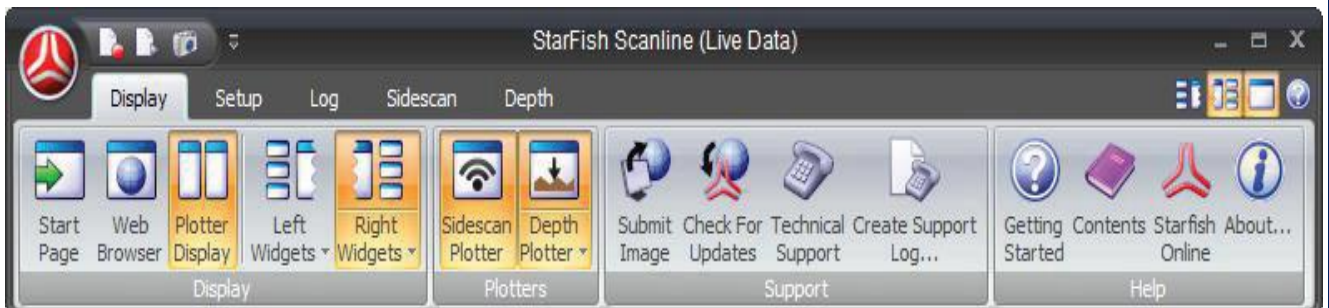 StarFish Scanline (Live Data)
Display Setup Log Sidescan Depth
Start Page
Web Browser
Plotter Display
Left Widgets
Right Widgets
Display
Sidescan Plotter
Depth Plotter
Plotters
Submit Image
Check For Updates
Technical Support
Create Support Log...
Support
Getting Started
Contents
Starfish Online
About...
Help